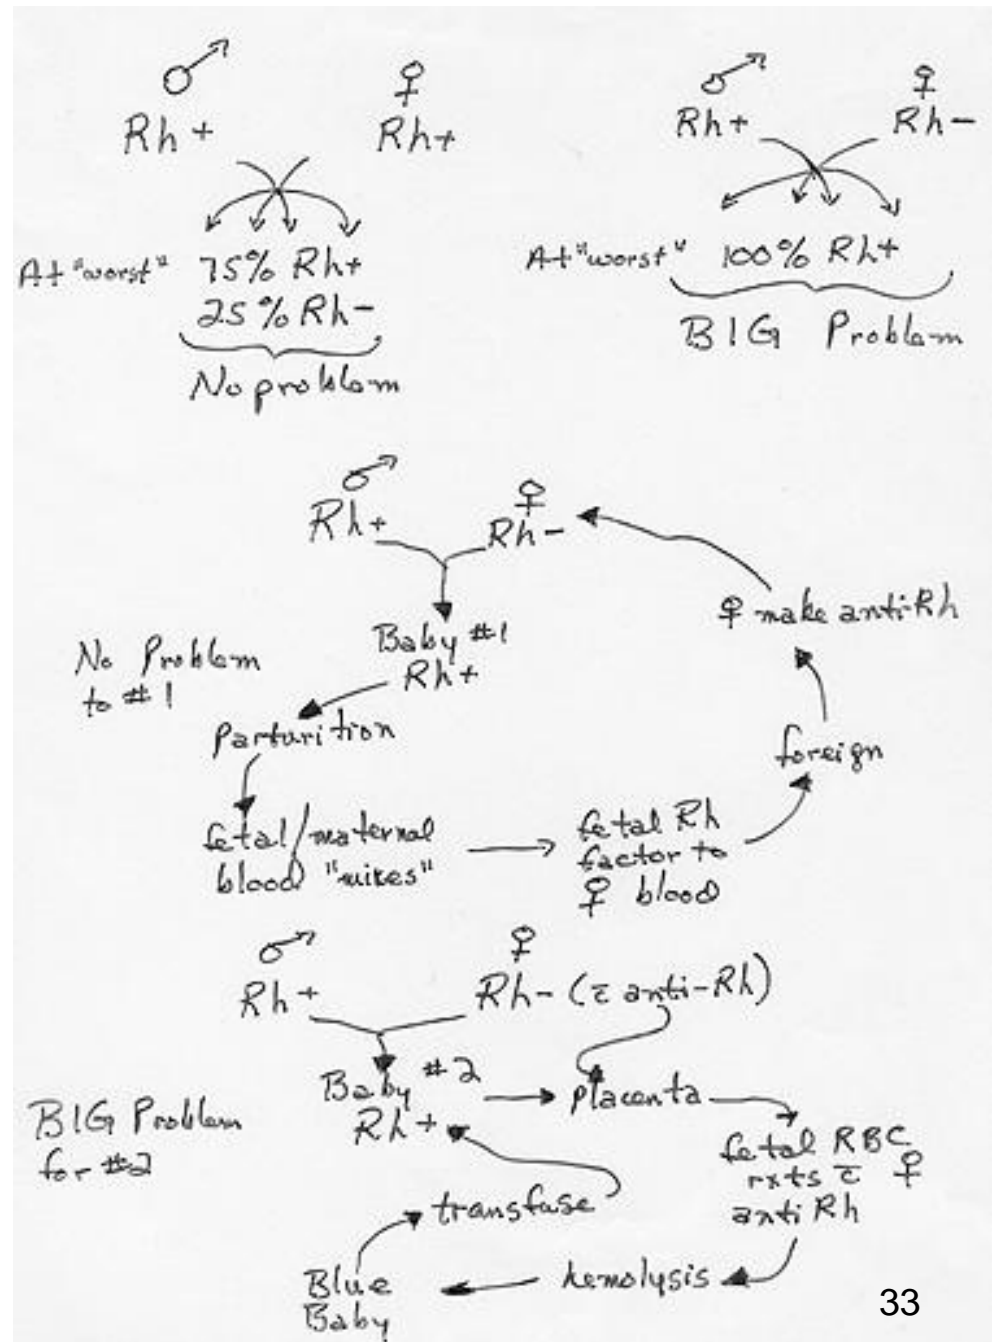 ♂ ♀
Rh+ Rh+
At "worst" 75% Rh+
25% Rh-
No problem
♂ ♀
Rh+ Rh-
At "worst" 100% Rh+
BIG Problem
♂ ♀
Rh+ Rh-
Baby #1
Rh+
No Problem
to #1
Parturition
fetal/maternal
blood "mixes"
fetal Rh
factor to
♀ blood
foreign
♀ make anti-Rh
♂ ♀
Rh+ Rh- (c̄ anti-Rh)
Baby #2
Rh+
BIG Problem
for #2
placenta
fetal RBC
rxts c̄ ♀
anti Rh
hemolysis
Blue
Baby
transfuse
33